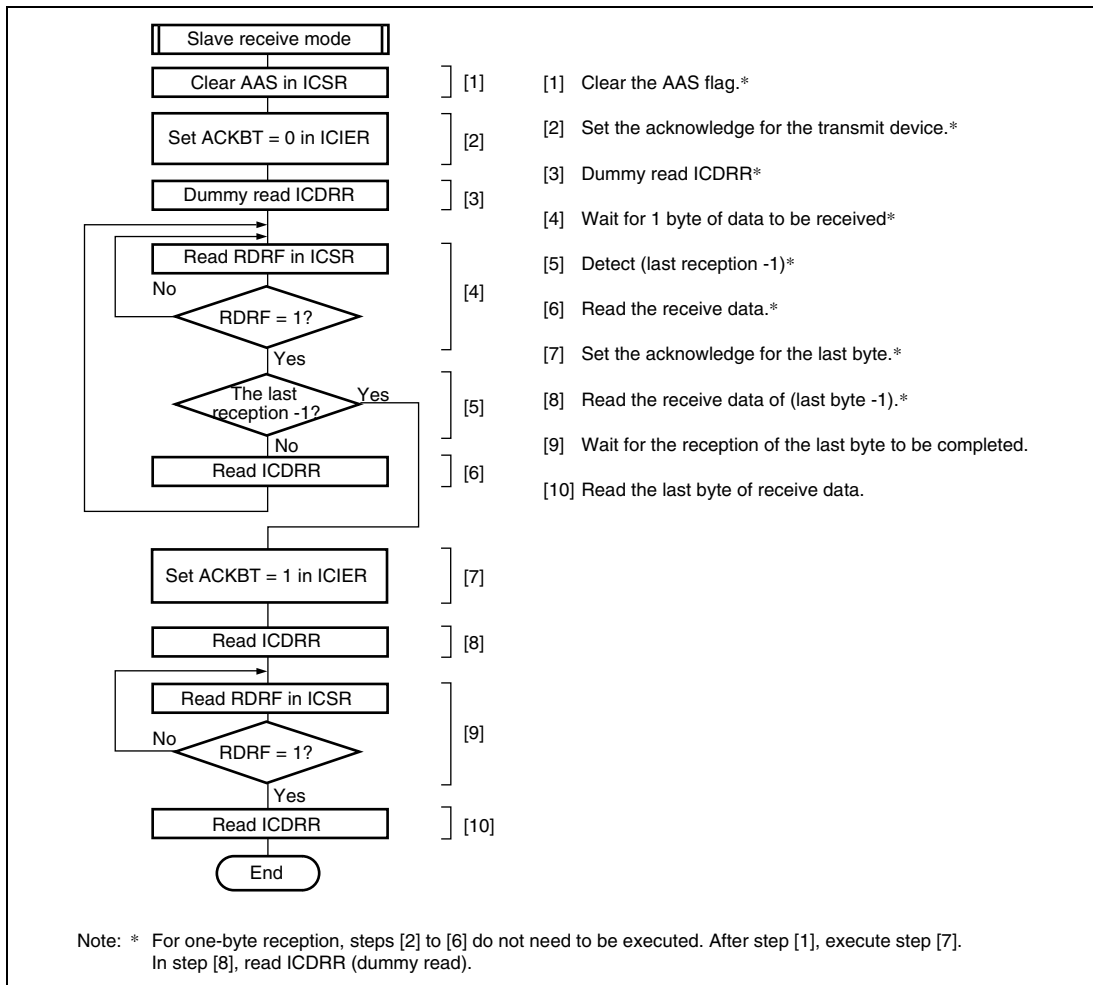 Slave receive mode
Clear AAS in ICSR
[1]
Set ACKBT = 0 in ICIER
[2]
Dummy read ICDRR
[3]
Read RDRF in ICSR
No
RDRF = 1?
[4]
Yes
The last
reception -1?
Yes
[5]
No
Read ICDRR
[6]
Set ACKBT = 1 in ICIER
[7]
Read ICDRR
[8]
Read RDRF in ICSR
No
RDRF = 1?
[9]
Yes
Read ICDRR
[10]
End
[1] Clear the AAS flag.*
[2] Set the acknowledge for the transmit device.*
[3] Dummy read ICDRR*
[4] Wait for 1 byte of data to be received*
[5] Detect (last reception -1)*
[6] Read the receive data.*
[7] Set the acknowledge for the last byte.*
[8] Read the receive data of (last byte -1).*
[9] Wait for the reception of the last byte to be completed.
[10] Read the last byte of receive data.
Note: * For one-byte reception, steps [2] to [6] do not need to be executed. After step [1], execute step [7].
In step [8], read ICDRR (dummy read).